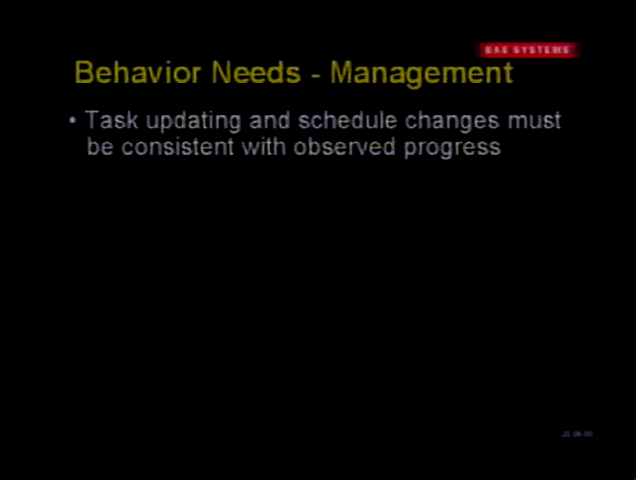 BAE SYSTEMS
Behavior Needs - Management
• Task updating and schedule changes must
be consistent with observed progress